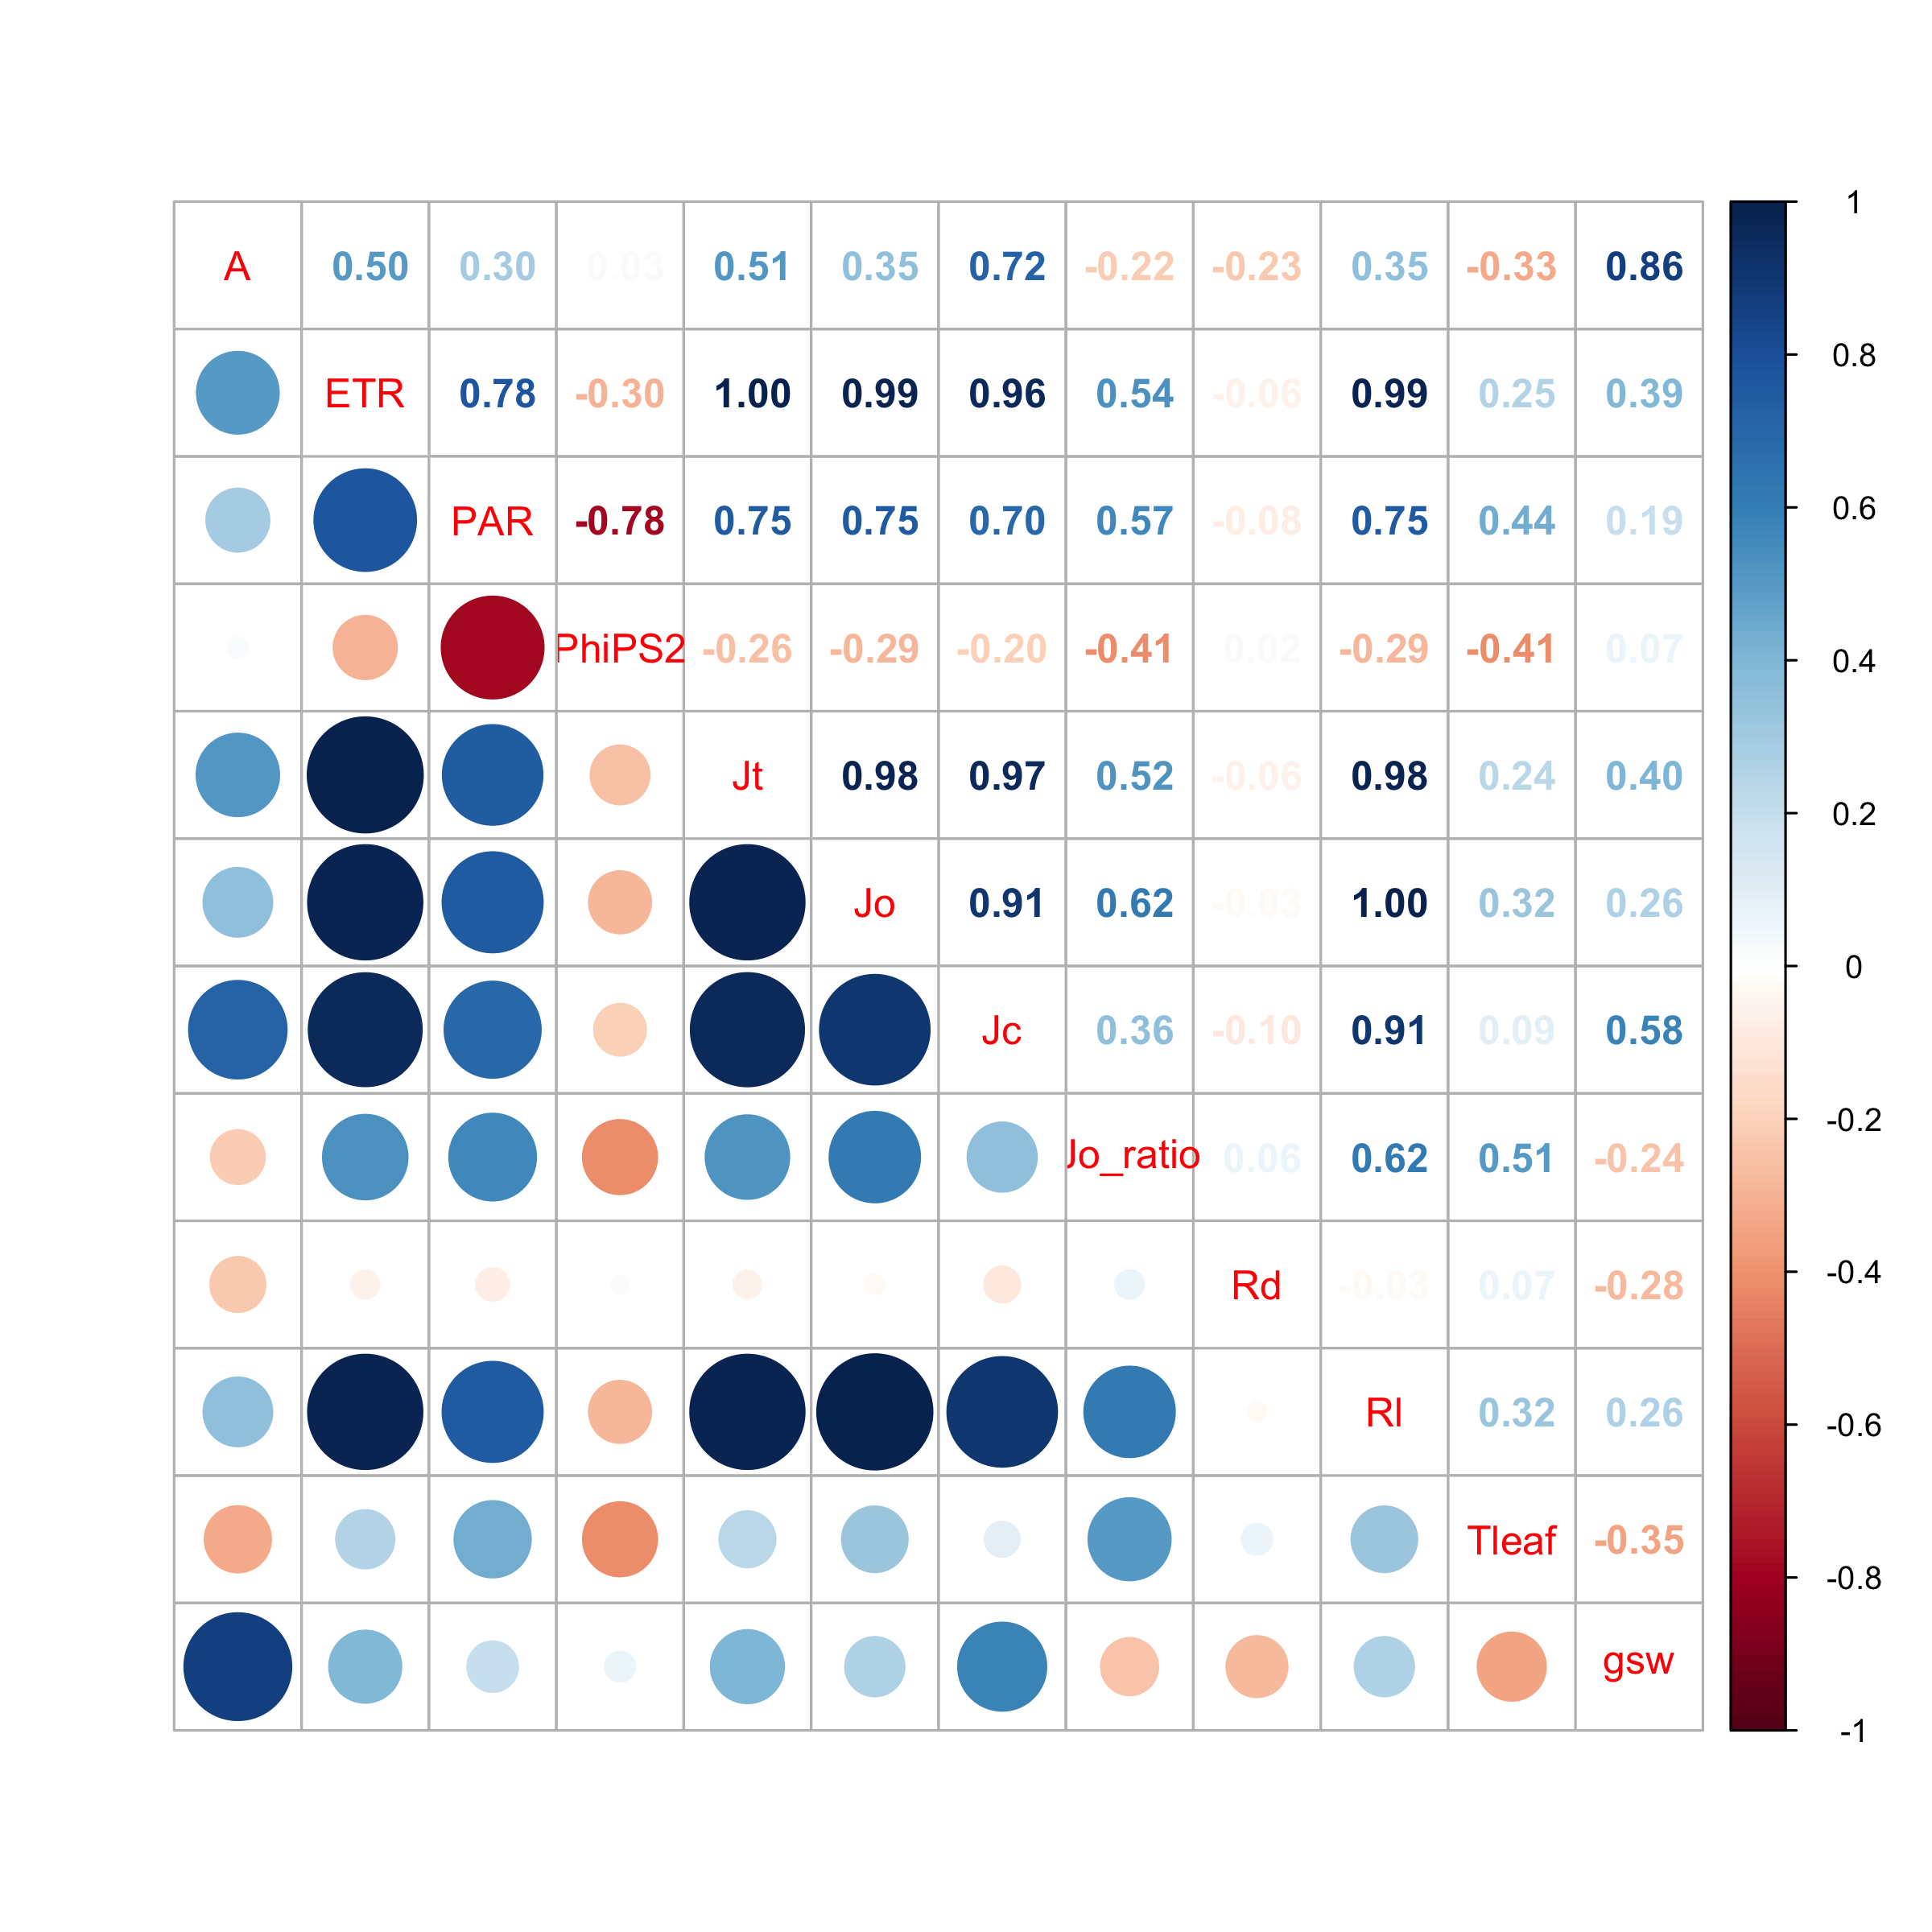 A 0.50 0.30 0.03 0.51 0.35 0.72 -0.22 -0.23 0.35 -0.33 0.86
ETR 0.78 -0.30 1.00 0.99 0.96 0.54 -0.06 0.99 0.25 0.39
PAR -0.78 0.75 0.75 0.70 0.57 -0.08 0.75 0.44 0.19
PhiPS2 -0.26 -0.29 -0.20 -0.41 0.02 -0.29 -0.41 0.07
Jt 0.98 0.97 0.52 -0.06 0.98 0.24 0.40
Jo 0.91 0.62 -0.03 1.00 0.32 0.26
Jc 0.36 -0.10 0.91 0.09 0.58
Jo_ratio 0.06 0.62 0.51 -0.24
Rd -0.03 0.07 -0.28
Rl 0.32 0.26
Tleaf -0.35
gsw
1
0.8
0.6
0.4
0.2
0
-0.2
-0.4
-0.6
-0.8
-1